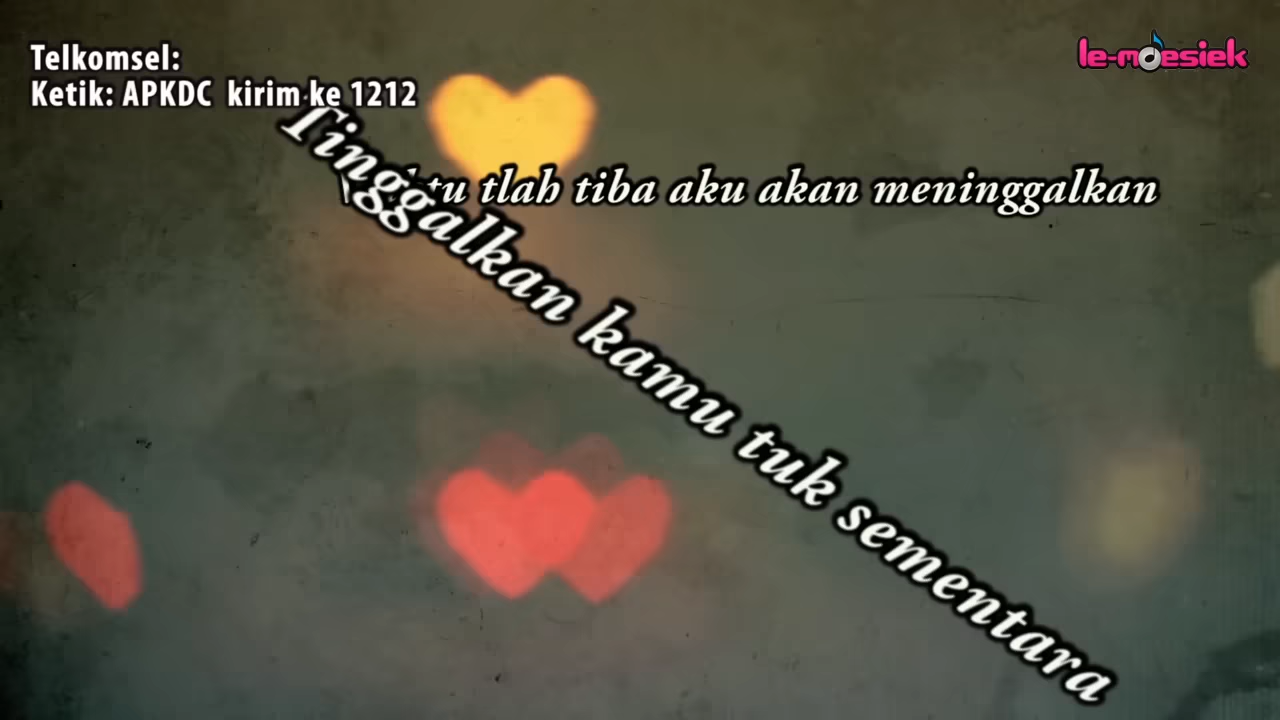 Telkomsel:
Ketik: APKDC kirim ke 1212
le-moesiek
tlah tiba aku akan meninggalkan
Tinggalkan kamu tuk sementara